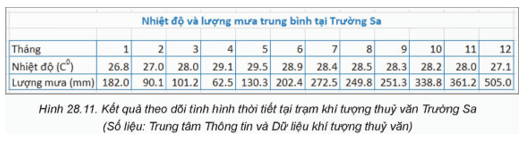 Nhiệt độ và lượng mưa trung bình tại Trường Sa
Tháng 1 2 3 4 5 6 7 8 9 10 11 12
Nhiệt độ (C⁰) 26.8 27.0 28.0 29.1 29.5 28.9 28.4 28.5 28.3 28.2 28.0 27.1
Lượng mưa (mm) 182.0 90.1 101.2 62.5 130.3 202.4 272.5 249.8 251.3 338.8 361.2 505.0
Hình 28.11. Kết quả theo dõi tình hình thời tiết tại trạm khí tượng thuỷ văn Trường Sa
(Số liệu: Trung tâm Thông tin và Dữ liệu khí tượng thuỷ văn)